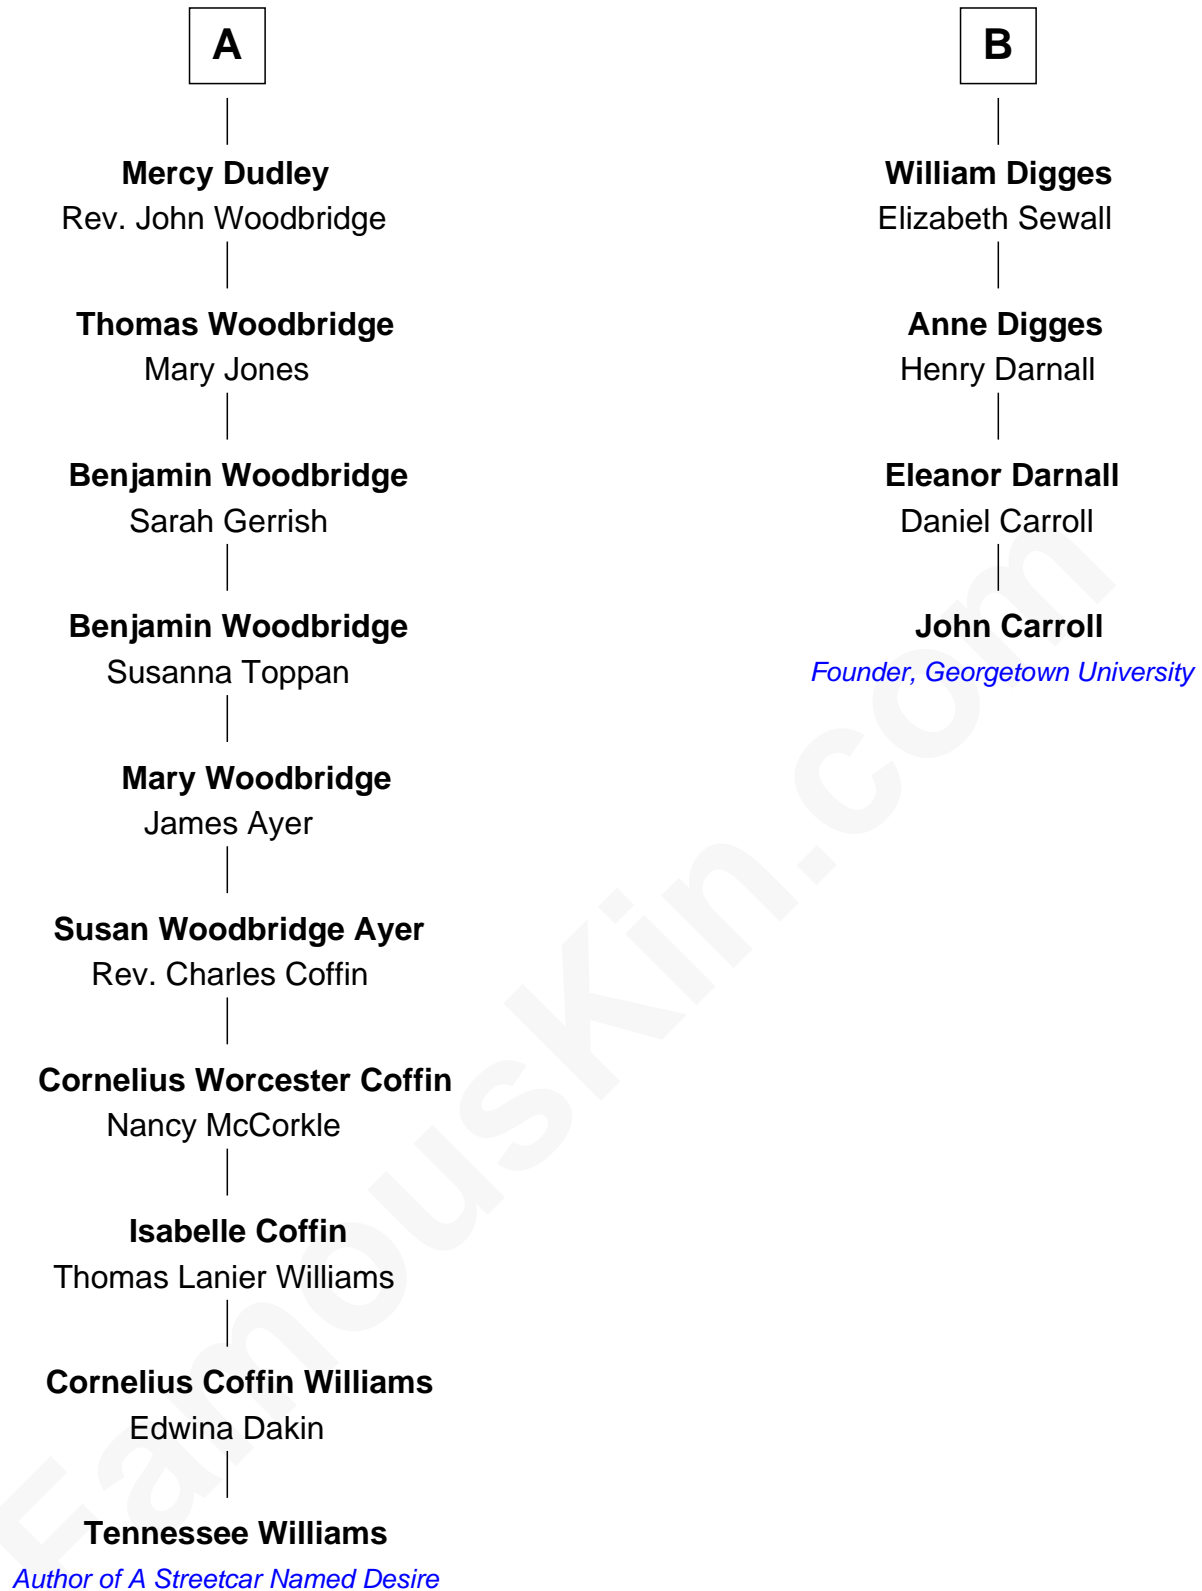 A
Mercy Dudley
Rev. John Woodbridge
Thomas Woodbridge
Mary Jones
Benjamin Woodbridge
Sarah Gerrish
Benjamin Woodbridge
Susanna Toppan
Mary Woodbridge
James Ayer
Susan Woodbridge Ayer
Rev. Charles Coffin
Cornelius Worcester Coffin
Nancy McCorkle
Isabelle Coffin
Thomas Lanier Williams
Cornelius Coffin Williams
Edwina Dakin
Tennessee Williams
Author of A Streetcar Named Desire
B
William Digges
Elizabeth Sewall
Anne Digges
Henry Darnall
Eleanor Darnall
Daniel Carroll
John Carroll
Founder, Georgetown University
FamousKin.com